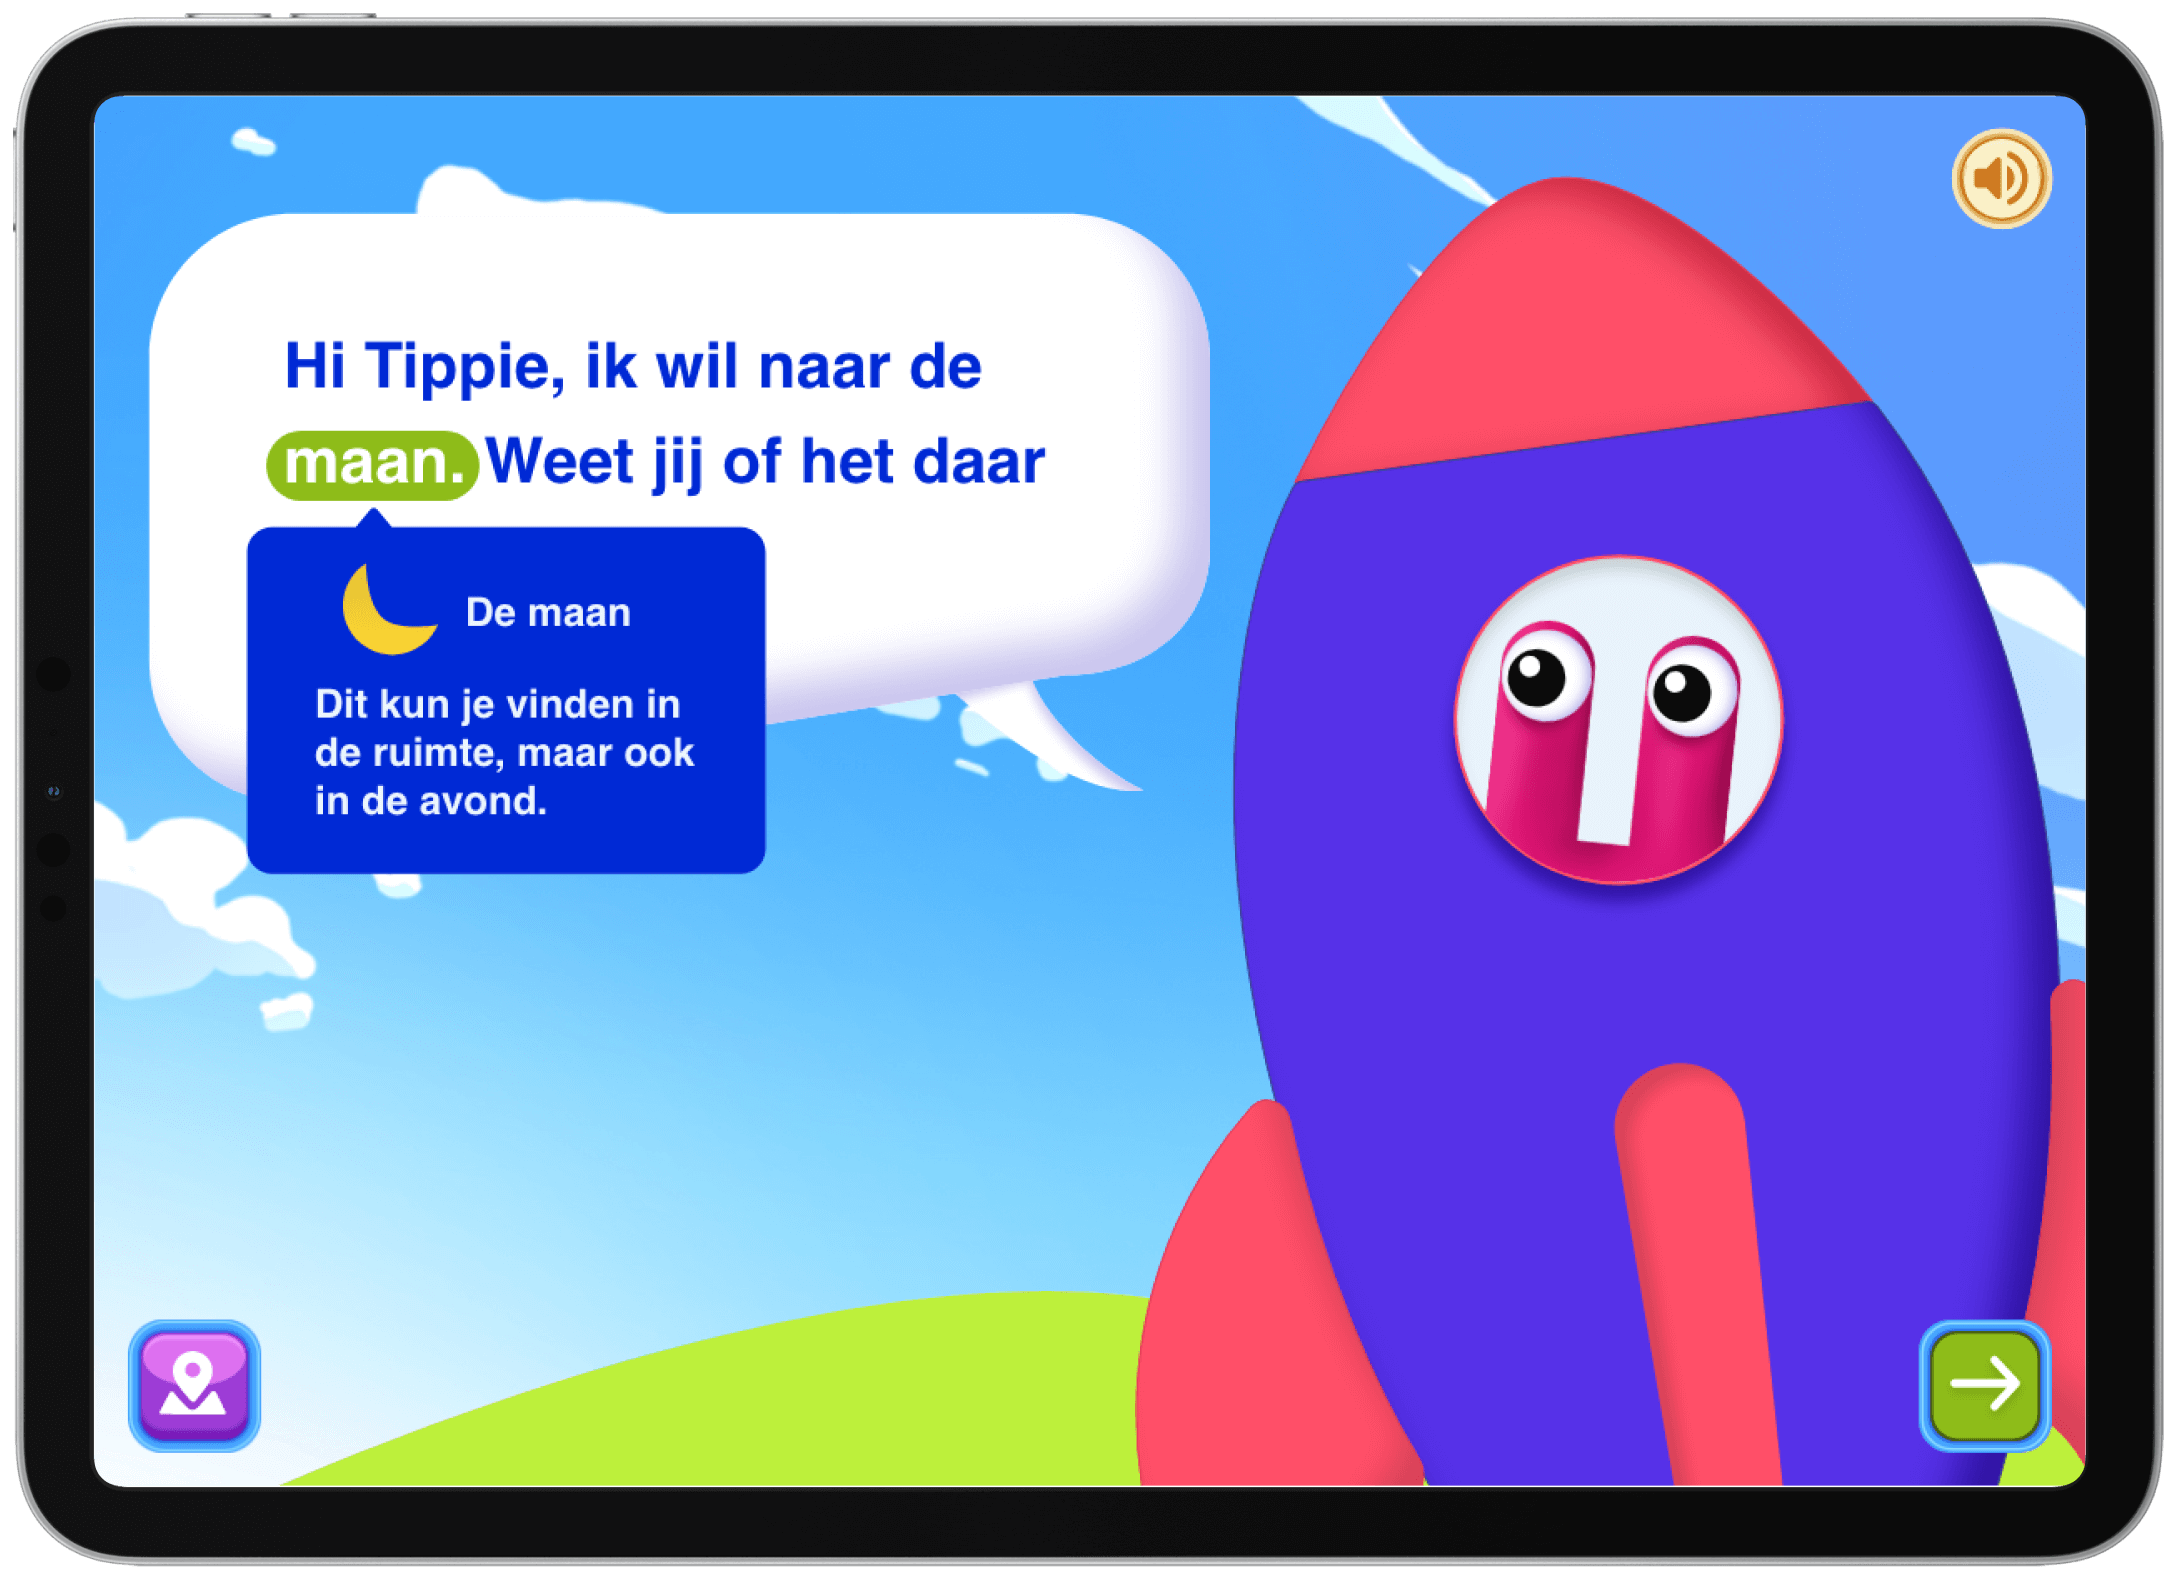 Hi Tippie, ik wil naar de
maan. Weet jij of het daar
De maan
Dit kun je vinden in
de ruimte, maar ook
in de avond.